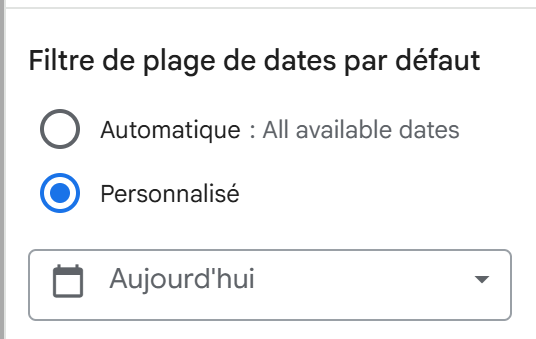 Filtre de plage de dates par défaut
Automatique : All available dates
Personnalisé
Aujourd'hui